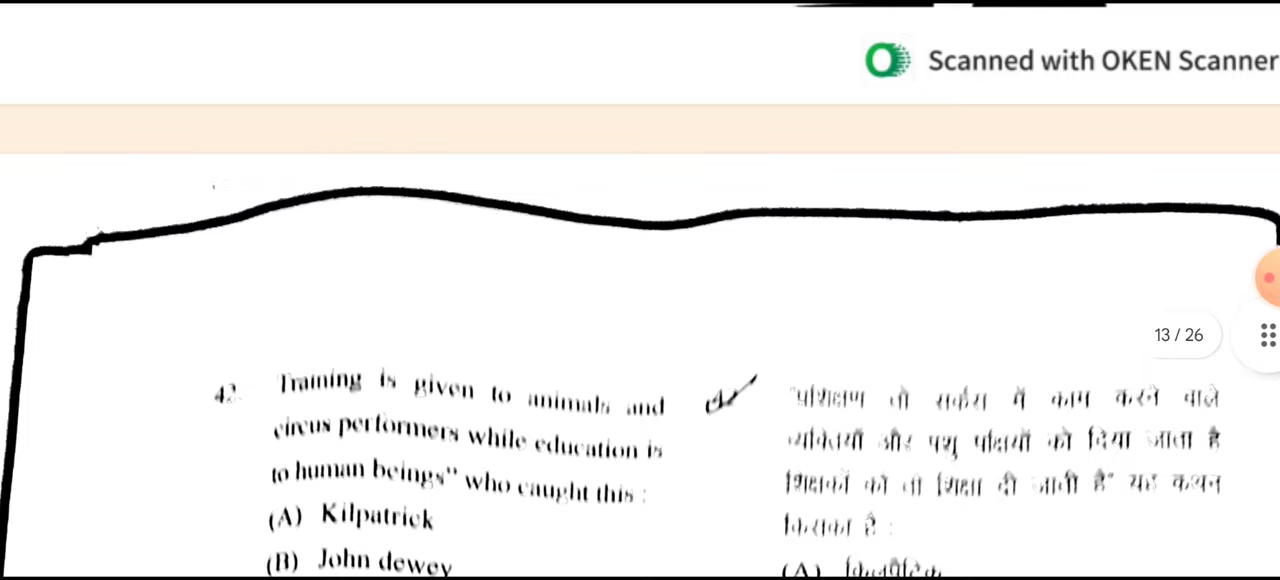 Scanned with OKEN Scanner
13 / 26
42. Training is given to animals and
circus performers while education is
to human beings" who caught this :
(A) Kilpatrick
(B) John dewey
"प्रशिक्षण तो सर्कस में काम करने वाले
व्यक्तियों और पशु पक्षियों को दिया जाता है
शिक्षकों को तो शिक्षा दी जाती है" यह कथन
किसका है :
(A) किलपैट्रिक